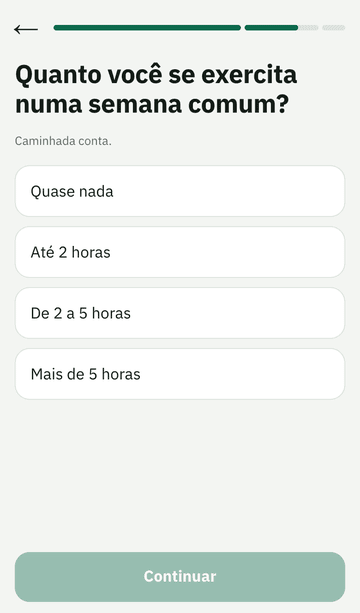 Quanto você se exercita
numa semana comum?
Caminhada conta.
Quase nada
Até 2 horas
De 2 a 5 horas
Mais de 5 horas
Continuar